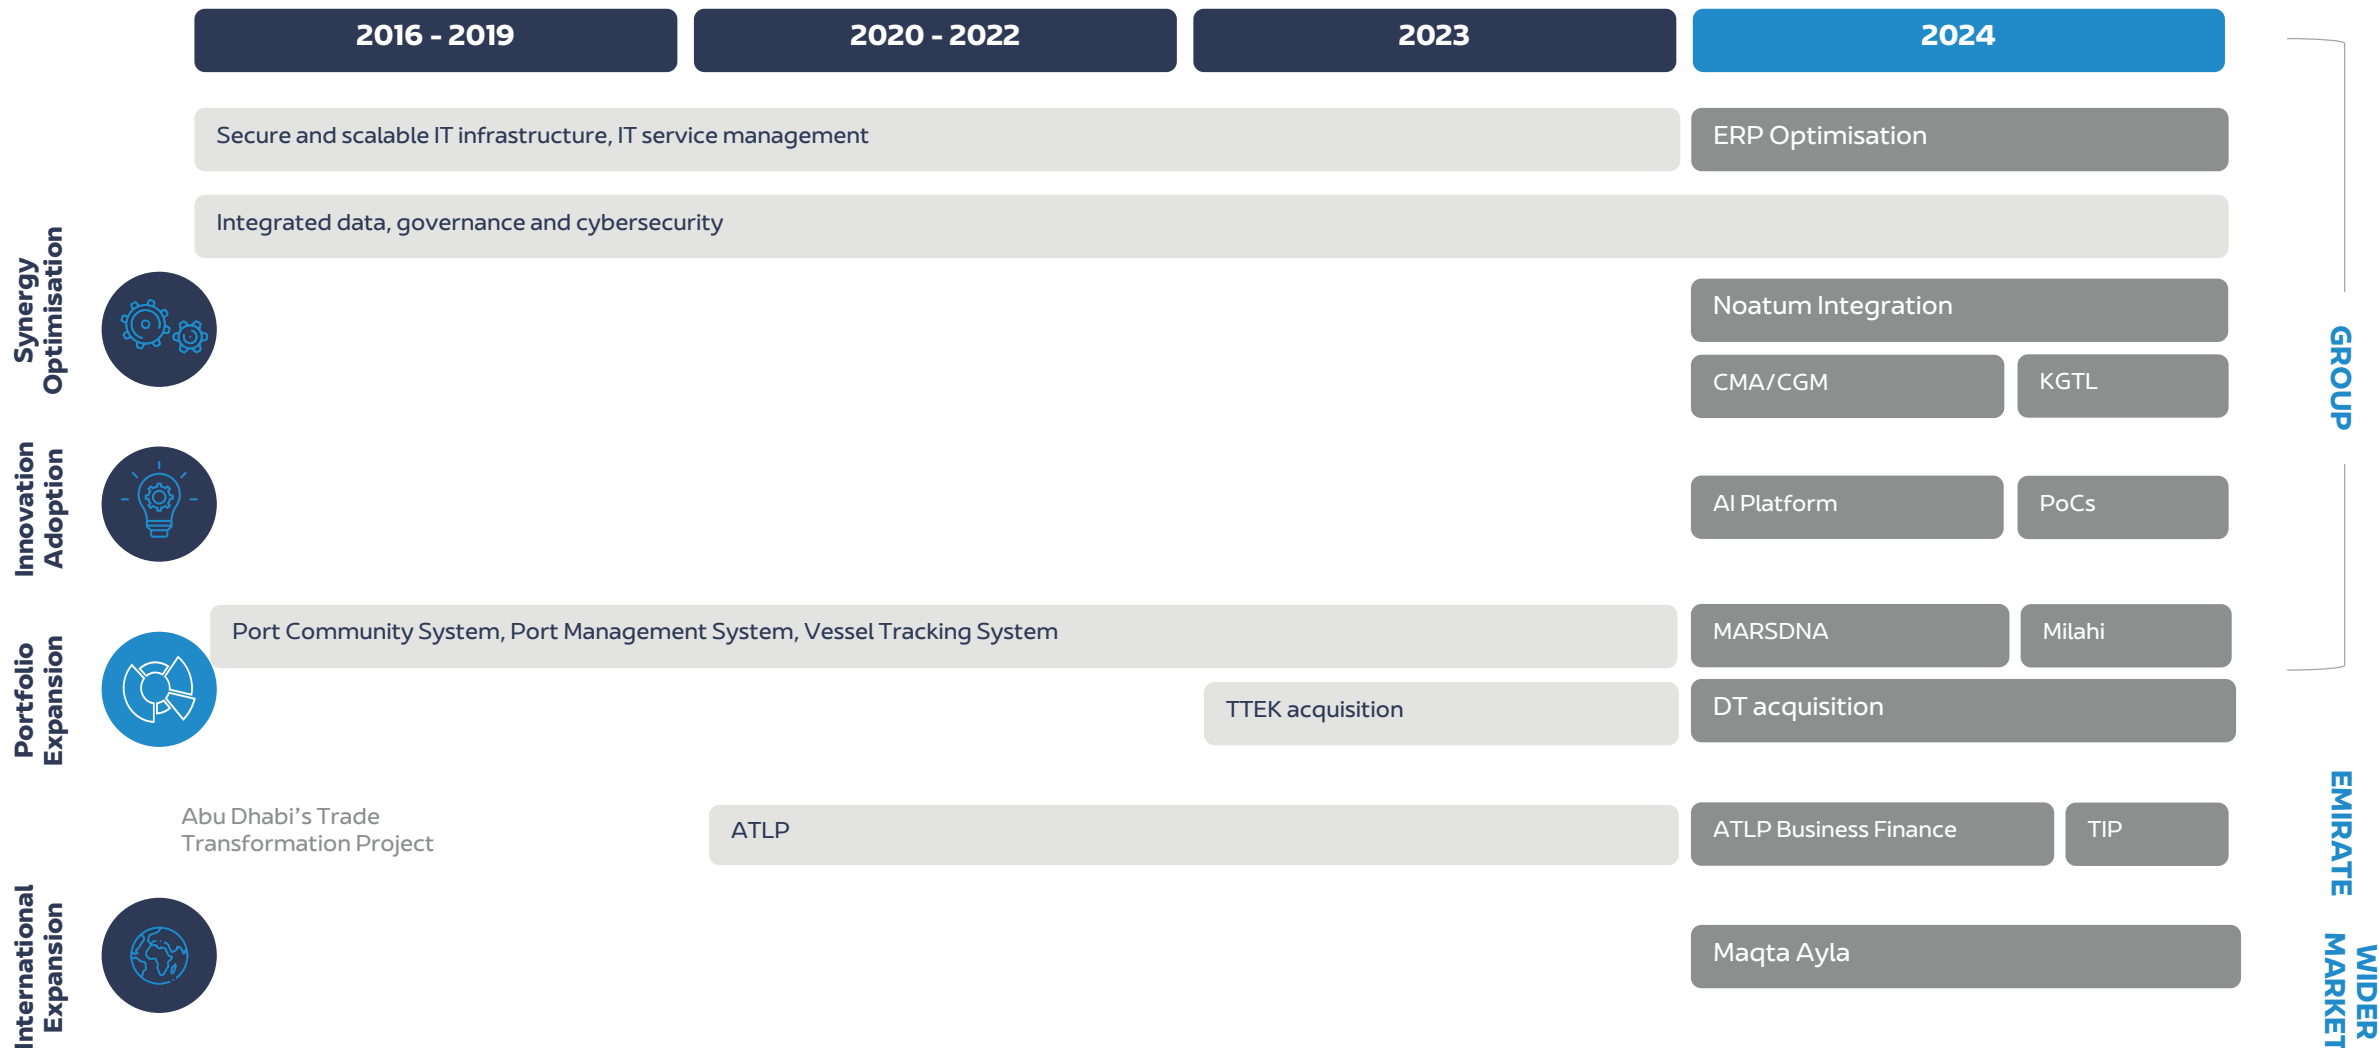 2016 - 2019
2020 - 2022
2023
2024
Secure and scalable IT infrastructure, IT service management
ERP Optimisation
Integrated data, governance and cybersecurity
Synergy
Optimisation
Noatum Integration
CMA/CGM
KGTL
GROUP
Innovation
Adoption
AI Platform
PoCs
Portfolio
Expansion
Port Community System, Port Management System, Vessel Tracking System
MARSDNA
Milahi
TTEK acquisition
DT acquisition
Abu Dhabi's Trade
Transformation Project
ATLP
ATLP Business Finance
TIP
EMIRATE
International
Expansion
Maqta Ayla
WIDER
MARKET